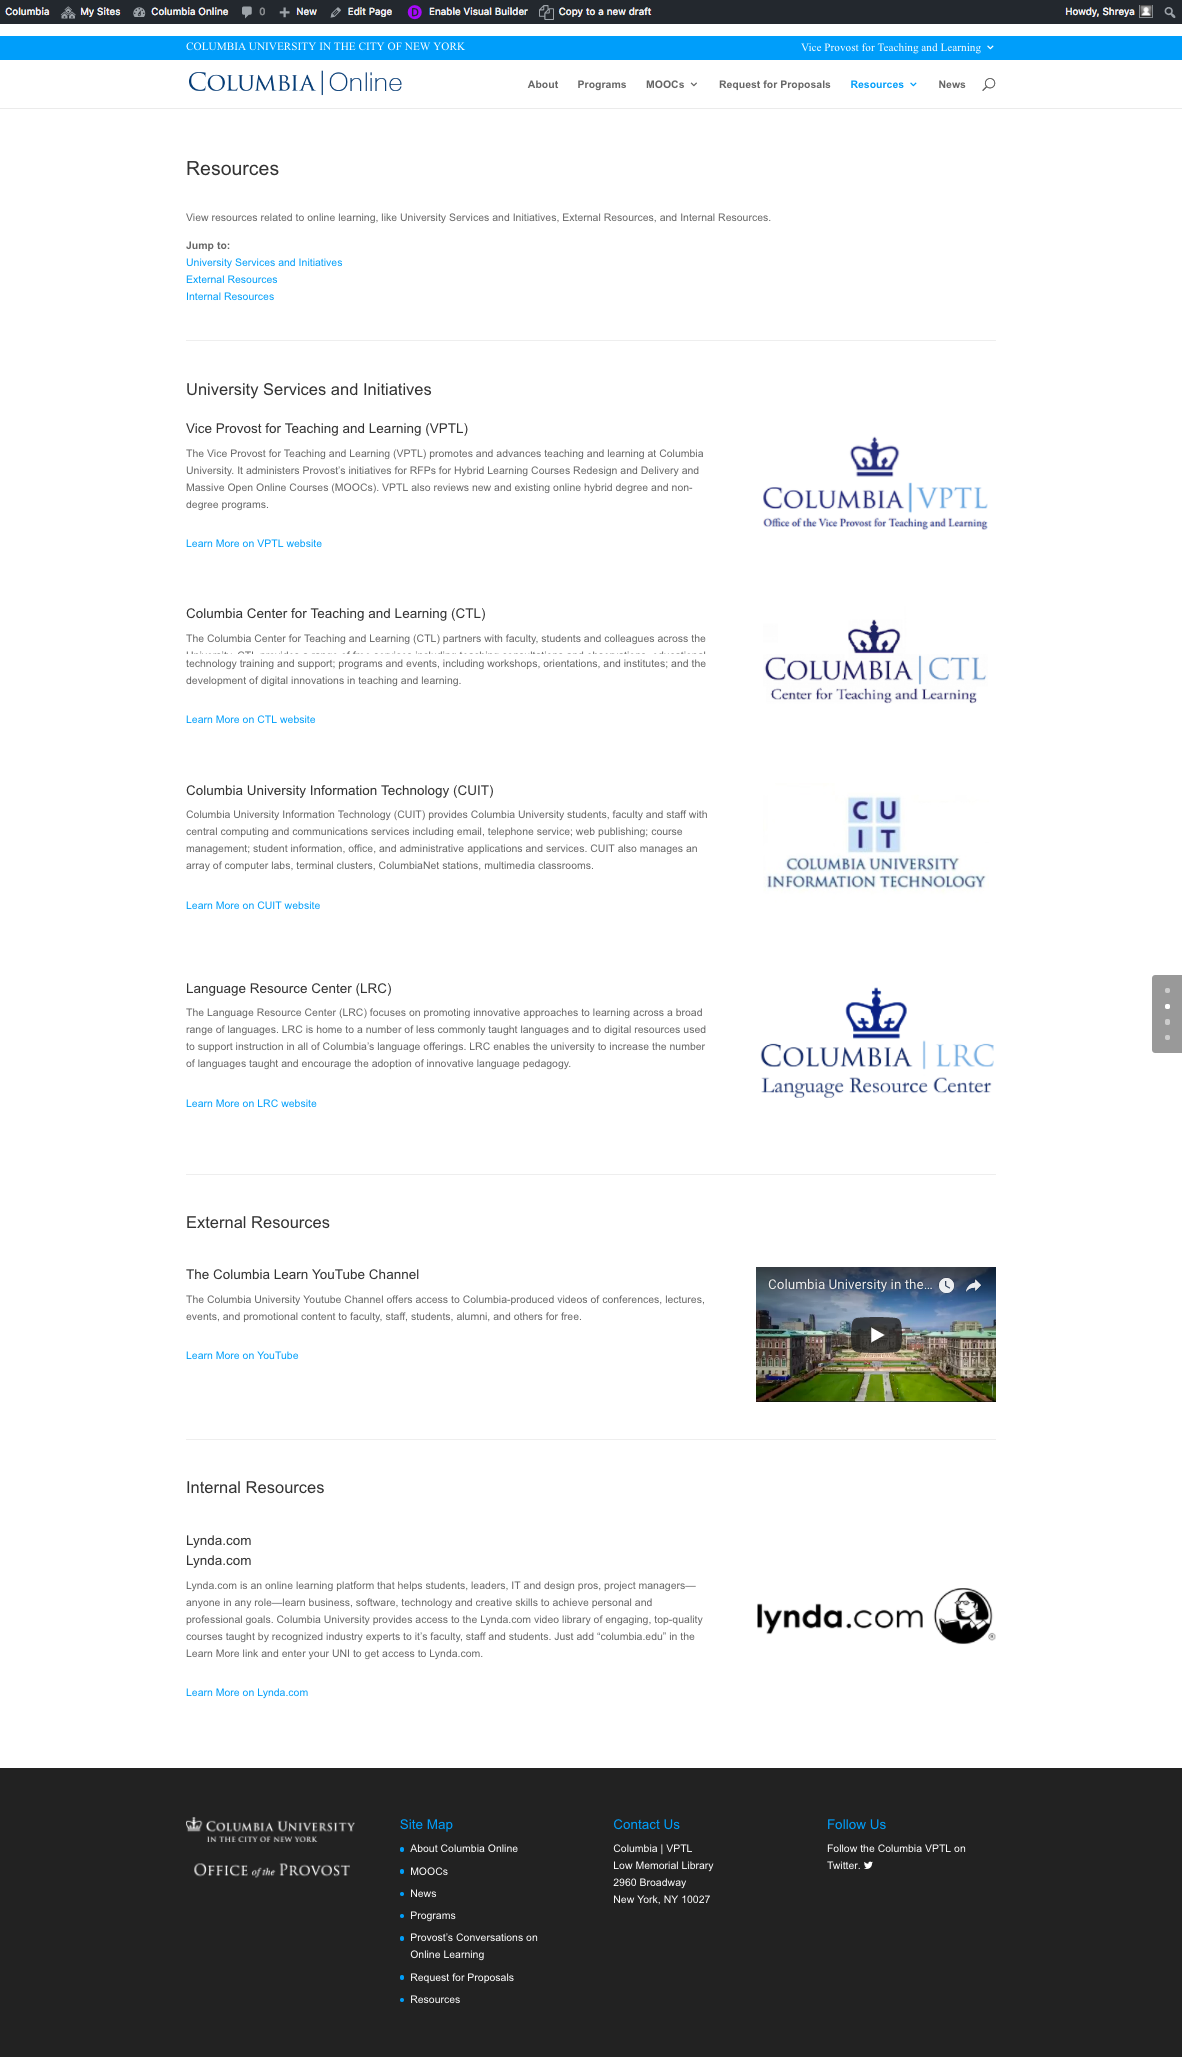 Columbia My Sites Columbia Online 0 New Edit Page D Enable Visual Builder Copy to a new draft Howdy, Shreya
COLUMBIA UNIVERSITY IN THE CITY OF NEW YORK Vice Provost for Teaching and Learning
COLUMBIA|Online About Programs MOOCs Request for Proposals Resources News
Resources
View resources related to online learning, like University Services and Initiatives, External Resources, and Internal Resources.
Jump to:
University Services and Initiatives
External Resources
Internal Resources
University Services and Initiatives
Vice Provost for Teaching and Learning (VPTL)
The Vice Provost for Teaching and Learning (VPTL) promotes and advances teaching and learning at Columbia
University. It administers Provost's initiatives for RFPs for Hybrid Learning Courses Redesign and Delivery and
Massive Open Online Courses (MOOCs). VPTL also reviews new and existing online hybrid degree and non-
degree programs.
Learn More on VPTL website
COLUMBIA|VPTL
Office of the Vice Provost for Teaching and Learning
Columbia Center for Teaching and Learning (CTL)
The Columbia Center for Teaching and Learning (CTL) partners with faculty, students and colleagues across the
technology training and support; programs and events, including workshops, orientations, and institutes; and the
development of digital innovations in teaching and learning.
Learn More on CTL website
COLUMBIA|CTL
Center for Teaching and Learning
Columbia University Information Technology (CUIT)
Columbia University Information Technology (CUIT) provides Columbia University students, faculty and staff with
central computing and communications services including email, telephone service; web publishing; course
management; student information, office, and administrative applications and services. CUIT also manages an
array of computer labs, terminal clusters, ColumbiaNet stations, multimedia classrooms.
Learn More on CUIT website
C U
I T
COLUMBIA UNIVERSITY
INFORMATION TECHNOLOGY
Language Resource Center (LRC)
The Language Resource Center (LRC) focuses on promoting innovative approaches to learning across a broad
range of languages. LRC is home to a number of less commonly taught languages and to digital resources used
to support instruction in all of Columbia's language offerings. LRC enables the university to increase the number
of languages taught and encourage the adoption of innovative language pedagogy.
Learn More on LRC website
COLUMBIA|LRC
Language Resource Center
External Resources
The Columbia Learn YouTube Channel
The Columbia University Youtube Channel offers access to Columbia-produced videos of conferences, lectures,
events, and promotional content to faculty, staff, students, alumni, and others for free.
Learn More on YouTube
Columbia University in the...
Internal Resources
Lynda.com
Lynda.com
Lynda.com is an online learning platform that helps students, leaders, IT and design pros, project managers—
anyone in any role—learn business, software, technology and creative skills to achieve personal and
professional goals. Columbia University provides access to the Lynda.com video library of engaging, top-quality
courses taught by recognized industry experts to it's faculty, staff and students. Just add "columbia.edu" in the
Learn More link and enter your UNI to get access to Lynda.com.
Learn More on Lynda.com
lynda.com ®
COLUMBIA UNIVERSITY
IN THE CITY OF NEW YORK
OFFICE of the PROVOST
Site Map
About Columbia Online
MOOCs
News
Programs
Provost's Conversations on
Online Learning
Request for Proposals
Resources
Contact Us
Columbia | VPTL
Low Memorial Library
2960 Broadway
New York, NY 10027
Follow Us
Follow the Columbia VPTL on
Twitter.